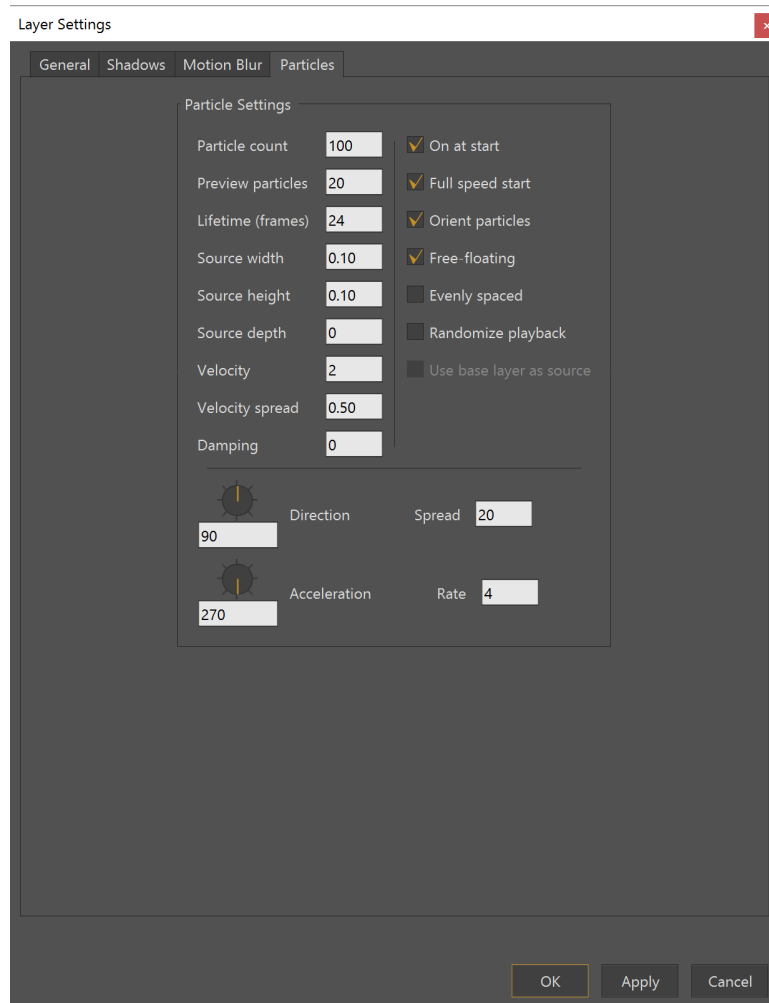 Layer Settings
×
General Shadows Motion Blur Particles
Particle Settings
Particle count 100 On at start
Preview particles 20 Full speed start
Lifetime (frames) 24 Orient particles
Source width 0.10 Free-floating
Source height 0.10 Evenly spaced
Source depth 0 Randomize playback
Velocity 2 Use base layer as source
Velocity spread 0.50
Damping 0
Direction Spread 20
90
Acceleration Rate 4
270
OK Apply Cancel